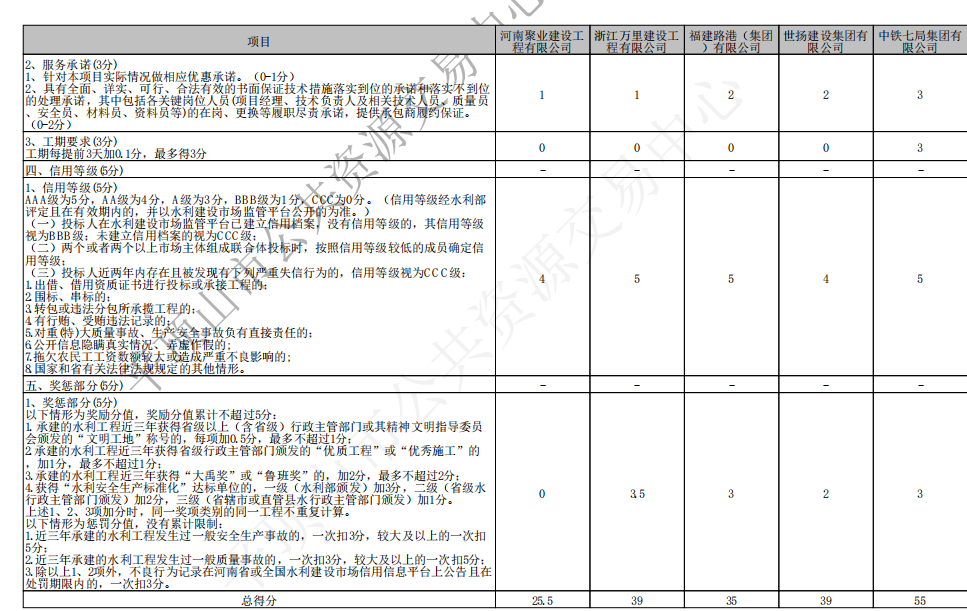 项目
河南聚业建设工程有限公司
浙江万里建设工程有限公司
福建路港（集团）有限公司
世扬建设集团有限公司
中铁七局集团有限公司
2、服务承诺(3分)
1、针对本项目实际情况做相应优惠承诺。（0-1分）
2、具有全面、详实、可行、合法有效的书面保证技术措施落实到位的承诺和落实不到位
的处理承诺，其中包括各关键岗位人员(项目经理、技术负责人及相关技术人员、质量员
、安全员、材料员、资料员等)的在岗、更换等履职尽责承诺，提供承包商履约保证。
（0-2分）
1
1
2
2
3
3、工期要求(3分)
工期每提前3天加0.1分，最多得3分
0
0
0
0
3
四、信用等级(5分)
-
-
-
-
-
1、信用等级(5分)
AAA级为5分，AA级为4分，A级为3分，BBB级为1分，CCC为0分。（信用等级经水利部
评定且在有效期内的，并以水利建设市场监管平台公开的为准。）
（一）投标人在水利建设市场监管平台已建立信用档案，没有信用等级的，其信用等级
视为BBB级；未建立信用档案的视为CCC级；
（二）两个或者两个以上市场主体组成联合体投标时，按照信用等级较低的成员确定信
用等级；
（三）投标人近两年内存在且被发现有下列严重失信行为的，信用等级视为CCC级：
1.出借、借用资质证书进行投标或承接工程的；
2.围标、串标的；
3.转包或违法分包所承揽工程的；
4.有行贿、受贿违法记录的；
5.对重(特)大质量事故、生产安全事故负有直接责任的；
6.公开信息隐瞒真实情况、弄虚作假的；
7.拖欠农民工工资数额较大或造成严重不良影响的；
8.国家和省有关法律法规规定的其他情形。
4
5
5
4
5
五、奖惩部分(5分)
-
-
-
-
-
1、奖惩部分(5分)
以下情形为奖励分值，奖励分值累计不超过5分：
1.承建的水利工程近三年获得省级以上（含省级）行政主管部门或其精神文明指导委员
会颁发的“文明工地”称号的，每项加0.5分，最多不超过1分；
2.承建的水利工程近三年获得省级行政主管部门颁发的“优质工程”或“优秀施工”的
，加1分，最多不超过1分；
3.承建的水利工程近三年获得“大禹奖”或“鲁班奖”的，加2分，最多不超过2分；
4.获得“水利安全生产标准化”达标单位的，一级（水利部颁发）加3分，二级（省级水
行政主管部门颁发）加2分，三级（省辖市或直管县水行政主管部门颁发）加1分。
上述1、2、3项加分时，同一奖项类别的同一工程不重复计算。
以下情形为惩罚分值，没有累计限制：
1.近三年承建的水利工程发生过一般安全生产事故的，一次扣3分，较大及以上的一次扣
5分；
2.近三年承建的水利工程发生过一般质量事故的，一次扣3分，较大及以上的一次扣5分；
3.除以上1、2项外，不良行为记录在河南省或全国水利建设市场信用信息平台上公告且在
处罚期限内的，一次扣3分。
0
3.5
3
2
3
总得分
25.5
39
35
39
55
平顶山市公共资源交易中心
平顶山市公共资源交易中心